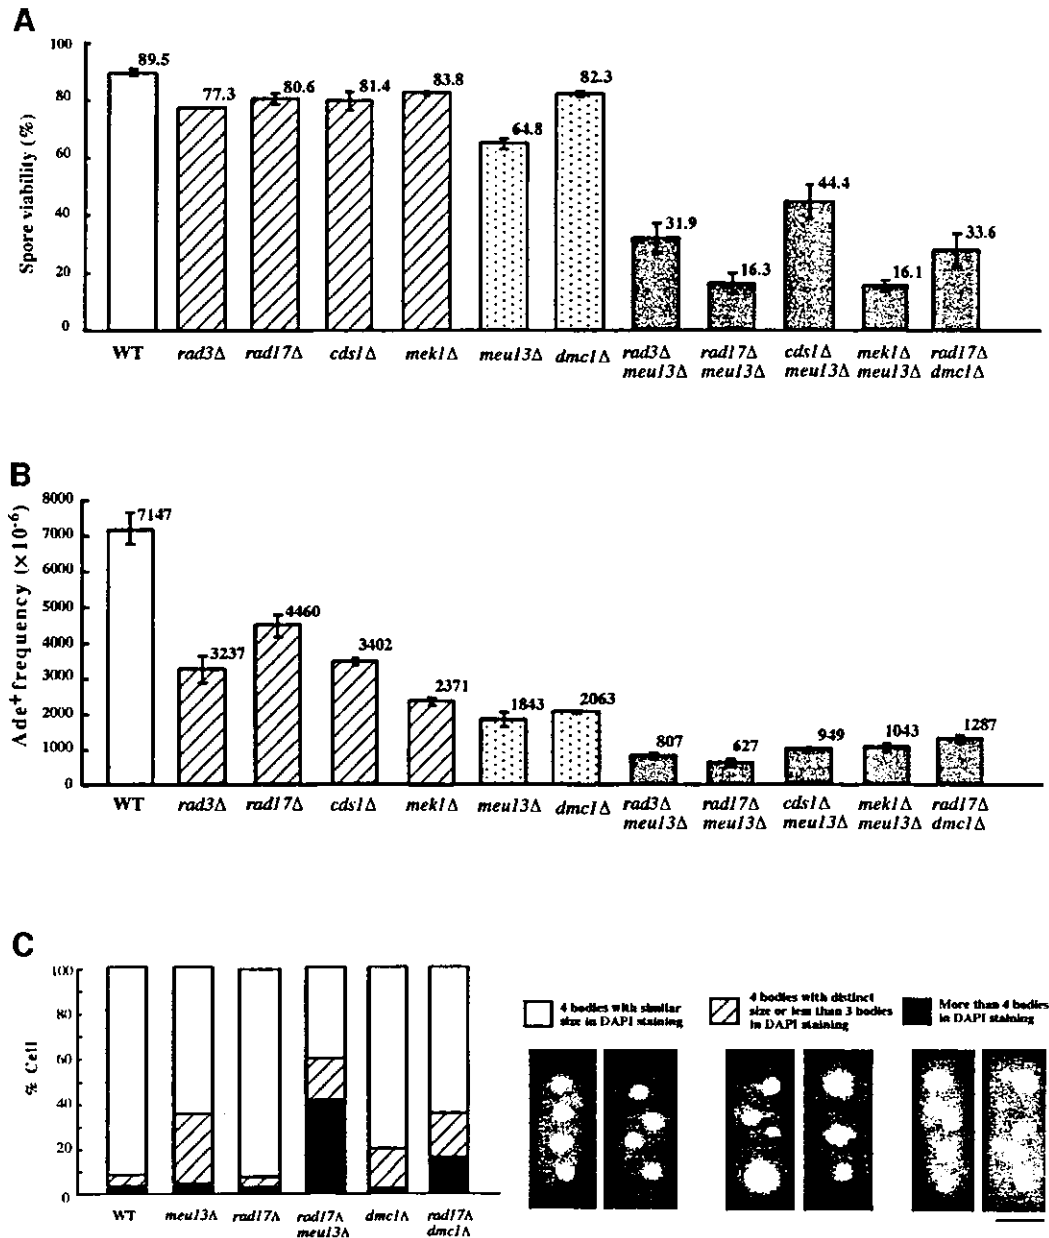 A
Spore viability (%)
100
80
60
40
20
0
89.5
77.3
80.6
81.4
83.8
64.8
82.3
31.9
16.3
44.4
16.1
33.6
WT
rad3Δ
rad17Δ
cds1Δ
mek1Δ
meu13Δ
dmc1Δ
rad3Δ
meu13Δ
rad17Δ
meu13Δ
cds1Δ
meu13Δ
mek1Δ
meu13Δ
rad17Δ
dmc1Δ
B
Ade+ frequency (×10-6)
8000
7000
6000
5000
4000
3000
2000
1000
0
7147
3237
4460
3402
2371
1843
2063
807
627
949
1043
1287
WT
rad3Δ
rad17Δ
cds1Δ
mek1Δ
meu13Δ
dmc1Δ
rad3Δ
meu13Δ
rad17Δ
meu13Δ
cds1Δ
meu13Δ
mek1Δ
meu13Δ
rad17Δ
dmc1Δ
C
% Cell
100
80
60
40
20
0
WT
meu13Δ
rad17Δ
rad17Δ
meu13Δ
dmc1Δ
rad17Δ
dmc1Δ
4 bodies with similar
size in DAPI staining
4 bodies with distinct
size or less than 3 bodies
in DAPI staining
More than 4 bodies
in DAPI staining